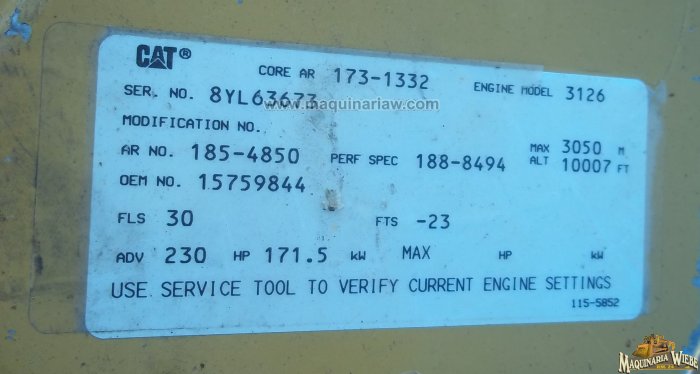 CAT®
CORE AR 173-1332 ENGINE MODEL 3126
SER. NO. 8YL63673
www.maquinariaw.com
MODIFICATION NO.
AR NO. 185-4850 PERF SPEC 188-8494 MAX ALT 3050 M 10007 FT
OEM NO. 15759844
FLS 30 FTS -23
ADV 230 HP 171.5 kW MAX HP kW
USE SERVICE TOOL TO VERIFY CURRENT ENGINE SETTINGS
115-5852
MAQUINARIA WIEBE